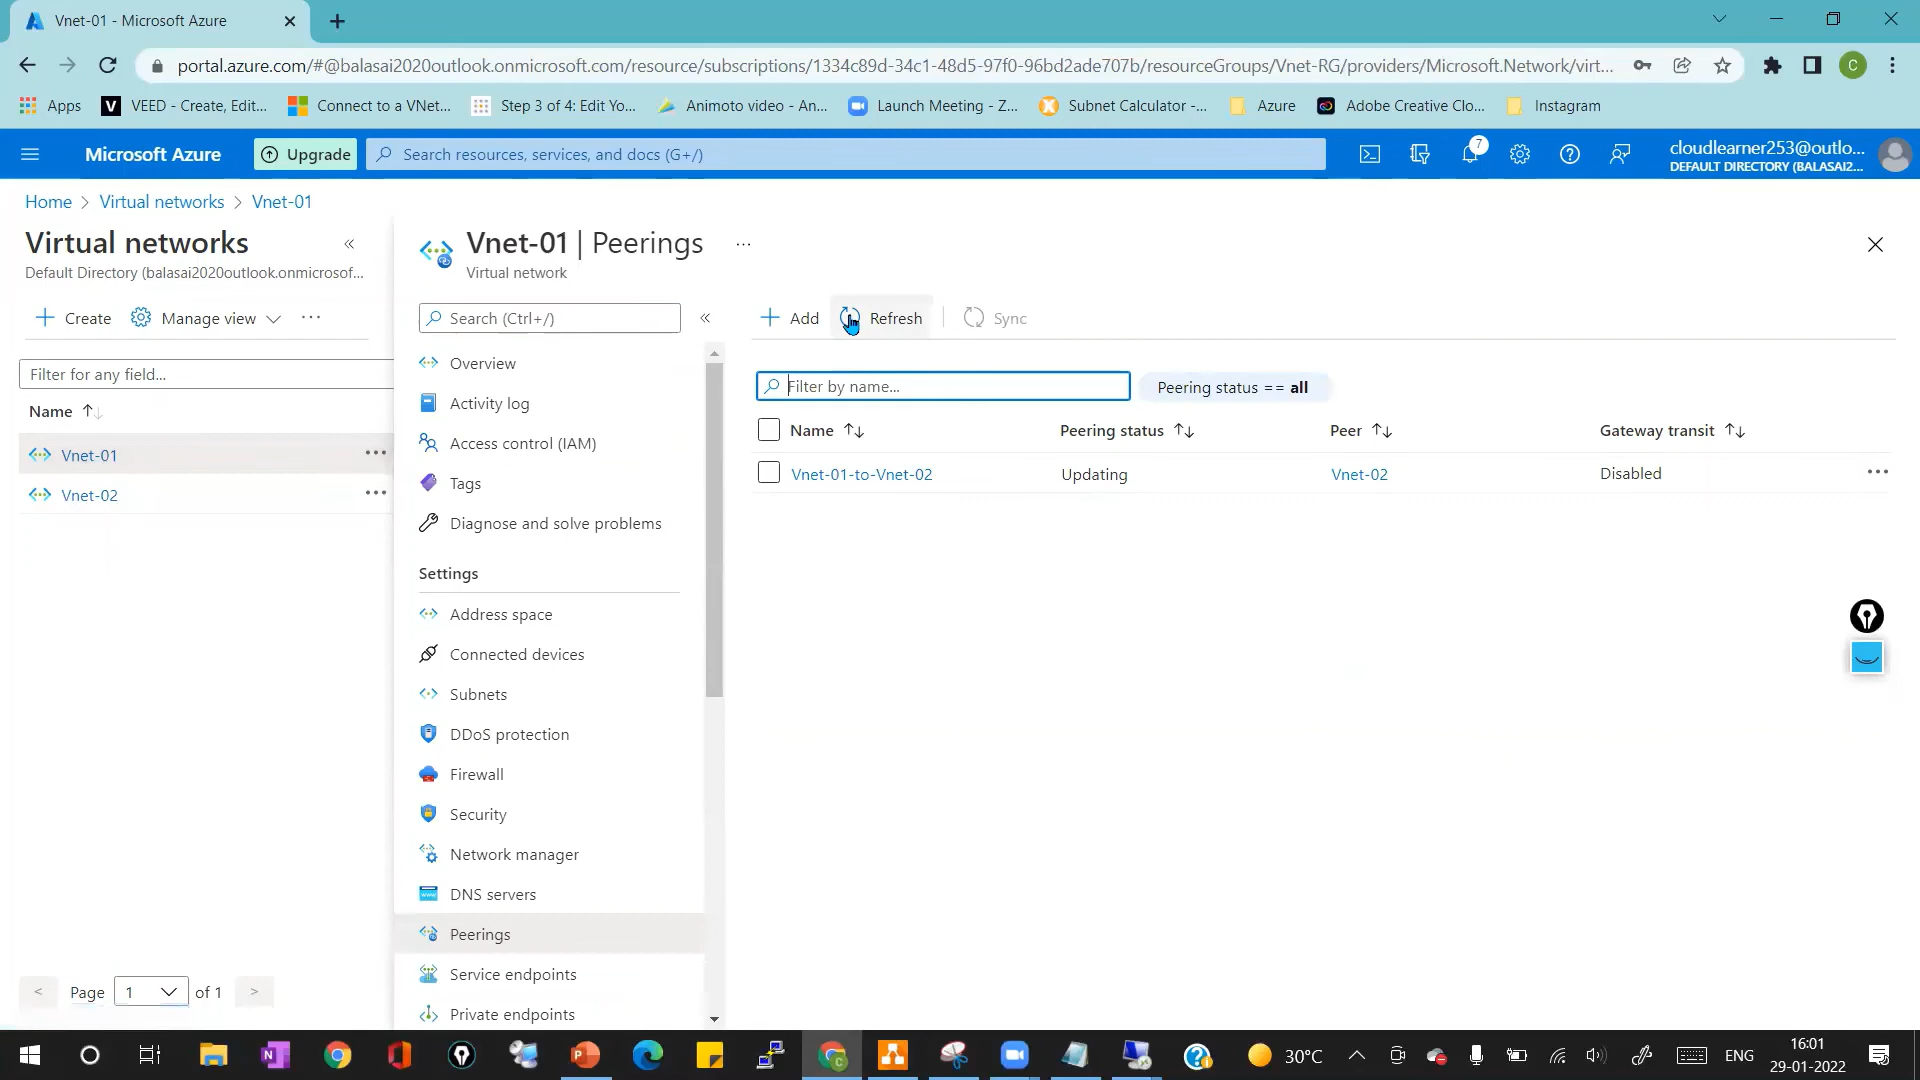 Vnet-01 - Microsoft Azure
portal.azure.com/#@balasai2020outlook.onmicrosoft.com/resource/subscriptions/1334c89d-34c1-48d5-97f0-96bd2ade707b/resourceGroups/Vnet-RG/providers/Microsoft.Network/virt...
C
Apps
V VEED - Create, Edit...
Connect to a VNet...
Step 3 of 4: Edit Yo...
Animoto video - An...
Launch Meeting - Z...
Subnet Calculator -...
Azure
Adobe Creative Clo...
Instagram
Microsoft Azure
Upgrade
Search resources, services, and docs (G+/)
7
cloudlearner253@outlo...
DEFAULT DIRECTORY (BALASAI2...
Home > Virtual networks > Vnet-01
Virtual networks
Default Directory (balasai2020outlook.onmicrosof...
Create
Manage view
Filter for any field...
Name
Vnet-01
Vnet-02
< Page 1 of 1 >
Vnet-01 | Peerings
Virtual network
Search (Ctrl+/)
Overview
Activity log
Access control (IAM)
Tags
Diagnose and solve problems
Settings
Address space
Connected devices
Subnets
DDoS protection
Firewall
Security
Network manager
DNS servers
Peerings
Service endpoints
Private endpoints
Add
Refresh
Sync
Filter by name...
Peering status == all
Name Peering status Peer Gateway transit
Vnet-01-to-Vnet-02 Updating Vnet-02 Disabled
30°C
ENG
16:01
29-01-2022